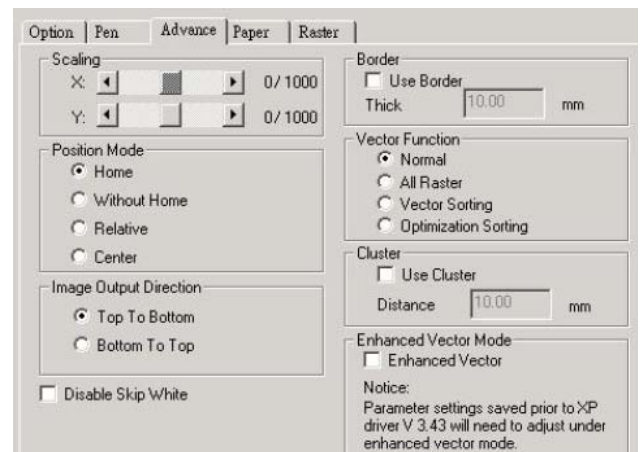 Option Pen Advance Paper Raster
Scaling
X: 0/ 1000
Y: 0/ 1000
Position Mode
Home
Without Home
Relative
Center
Image Output Direction
Top To Bottom
Bottom To Top
Disable Skip White
Border
Use Border
Thick 10.00 mm
Vector Function
Normal
All Raster
Vector Sorting
Optimization Sorting
Cluster
Use Cluster
Distance 10.00 mm
Enhanced Vector Mode
Enhanced Vector
Notice:
Parameter settings saved prior to XP
driver V 3.43 will need to adjust under
enhanced vector mode.